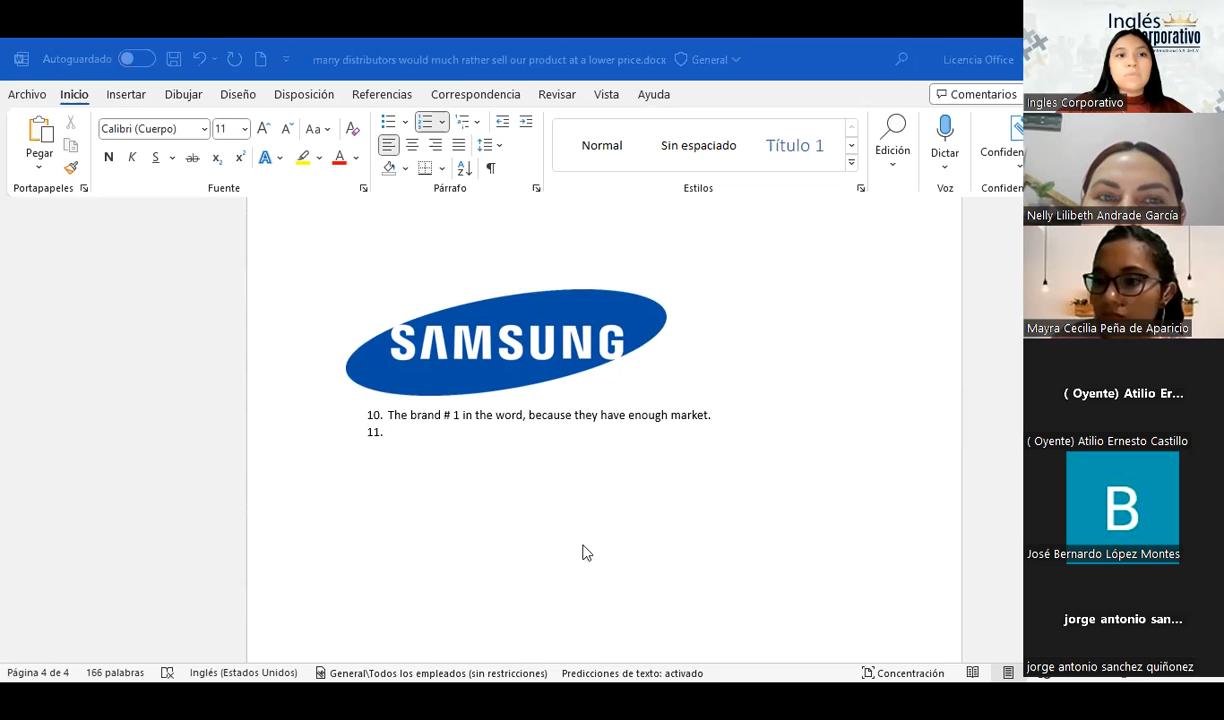 Autoguardado
many distributors would much rather sell our product at a lower price.docx
General
Licencia Office
Archivo
Inicio
Insertar
Dibujar
Diseño
Disposición
Referencias
Correspondencia
Revisar
Vista
Ayuda
Comentarios
Pegar
Calibri (Cuerpo)
11
Normal
Sin espaciado
Título 1
Edición
Dictar
Confiden
Portapapeles
Fuente
Párrafo
Estilos
Voz
Confiden
SAMSUNG
10. The brand # 1 in the word, because they have enough market.
11.
Página 4 de 4
166 palabras
Inglés (Estados Unidos)
General\Todos los empleados (sin restricciones)
Predicciones de texto: activado
Concentración
Inglés
Corporativo
Ingles Corporativo
Nelly Lilibeth Andrade García
Mayra Cecilia Peña de Aparicio
( Oyente) Atilio Er...
( Oyente) Atilio Ernesto Castillo
B
José Bernardo López Montes
jorge antonio san...
jorge antonio sanchez quiñonez